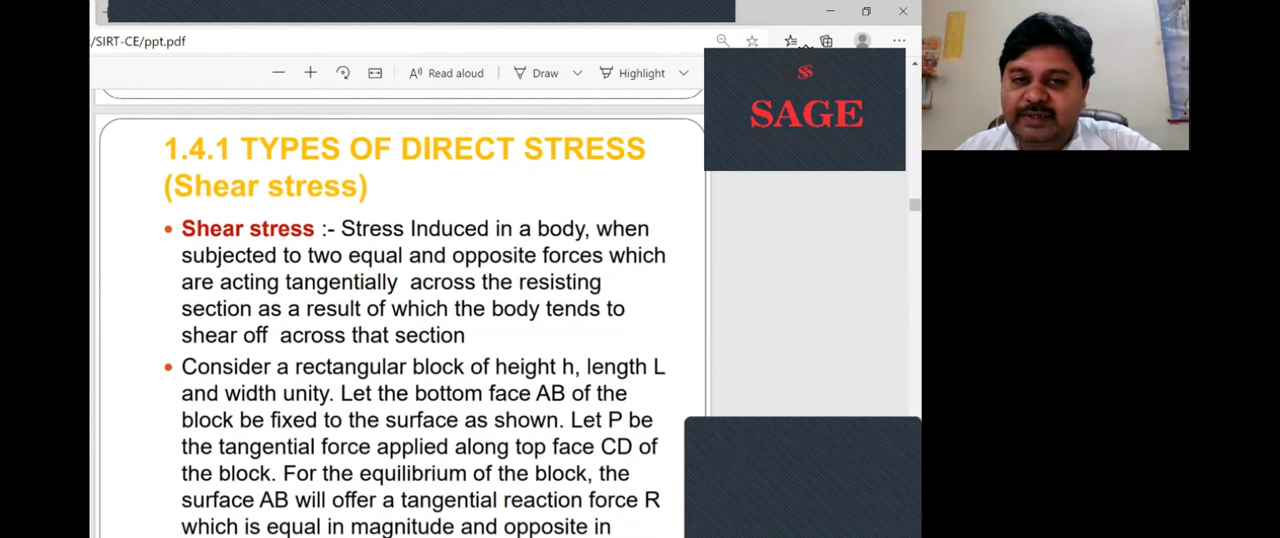 /SIRT-CE/ppt.pdf
Read aloud
Draw
Highlight
SS
SAGE
1.4.1 TYPES OF DIRECT STRESS
(Shear stress)
• Shear stress :- Stress Induced in a body, when
subjected to two equal and opposite forces which
are acting tangentially across the resisting
section as a result of which the body tends to
shear off across that section
• Consider a rectangular block of height h, length L
and width unity. Let the bottom face AB of the
block be fixed to the surface as shown. Let P be
the tangential force applied along top face CD of
the block. For the equilibrium of the block, the
surface AB will offer a tangential reaction force R
which is equal in magnitude and opposite in